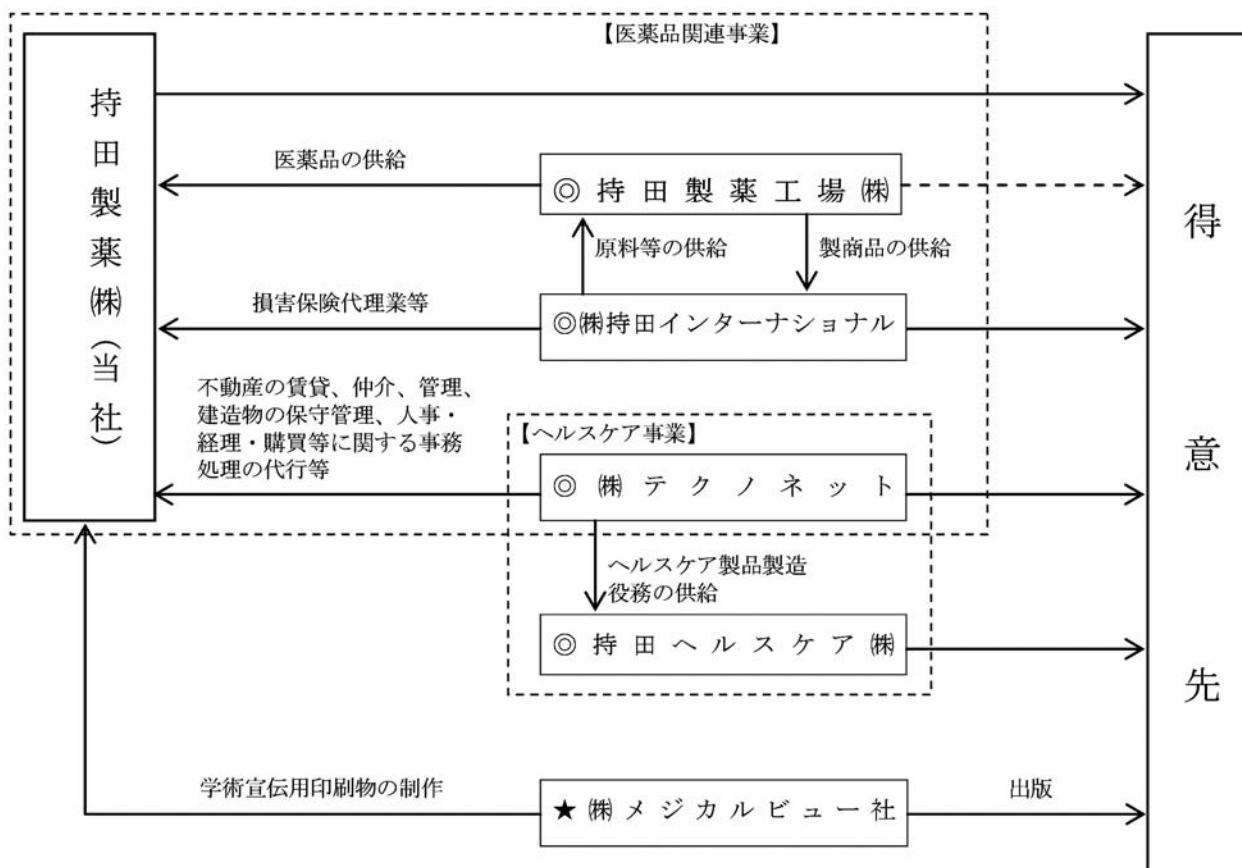 【医薬品関連事業】
持田製薬㈱(当社)
医薬品の供給
◎持田製薬工場㈱
原料等の供給
製商品の供給
損害保険代理業等
◎㈱持田インターナショナル
不動産の賃貸、仲介、管理、
建造物の保守管理、人事・
経理・購買等に関する事務
処理の代行等
【ヘルスケア事業】
◎㈱テクノネット
ヘルスケア製品製造
役務の供給
◎持田ヘルスケア㈱
学術宣伝用印刷物の制作
★㈱メジカルビュー社
出版
得意先